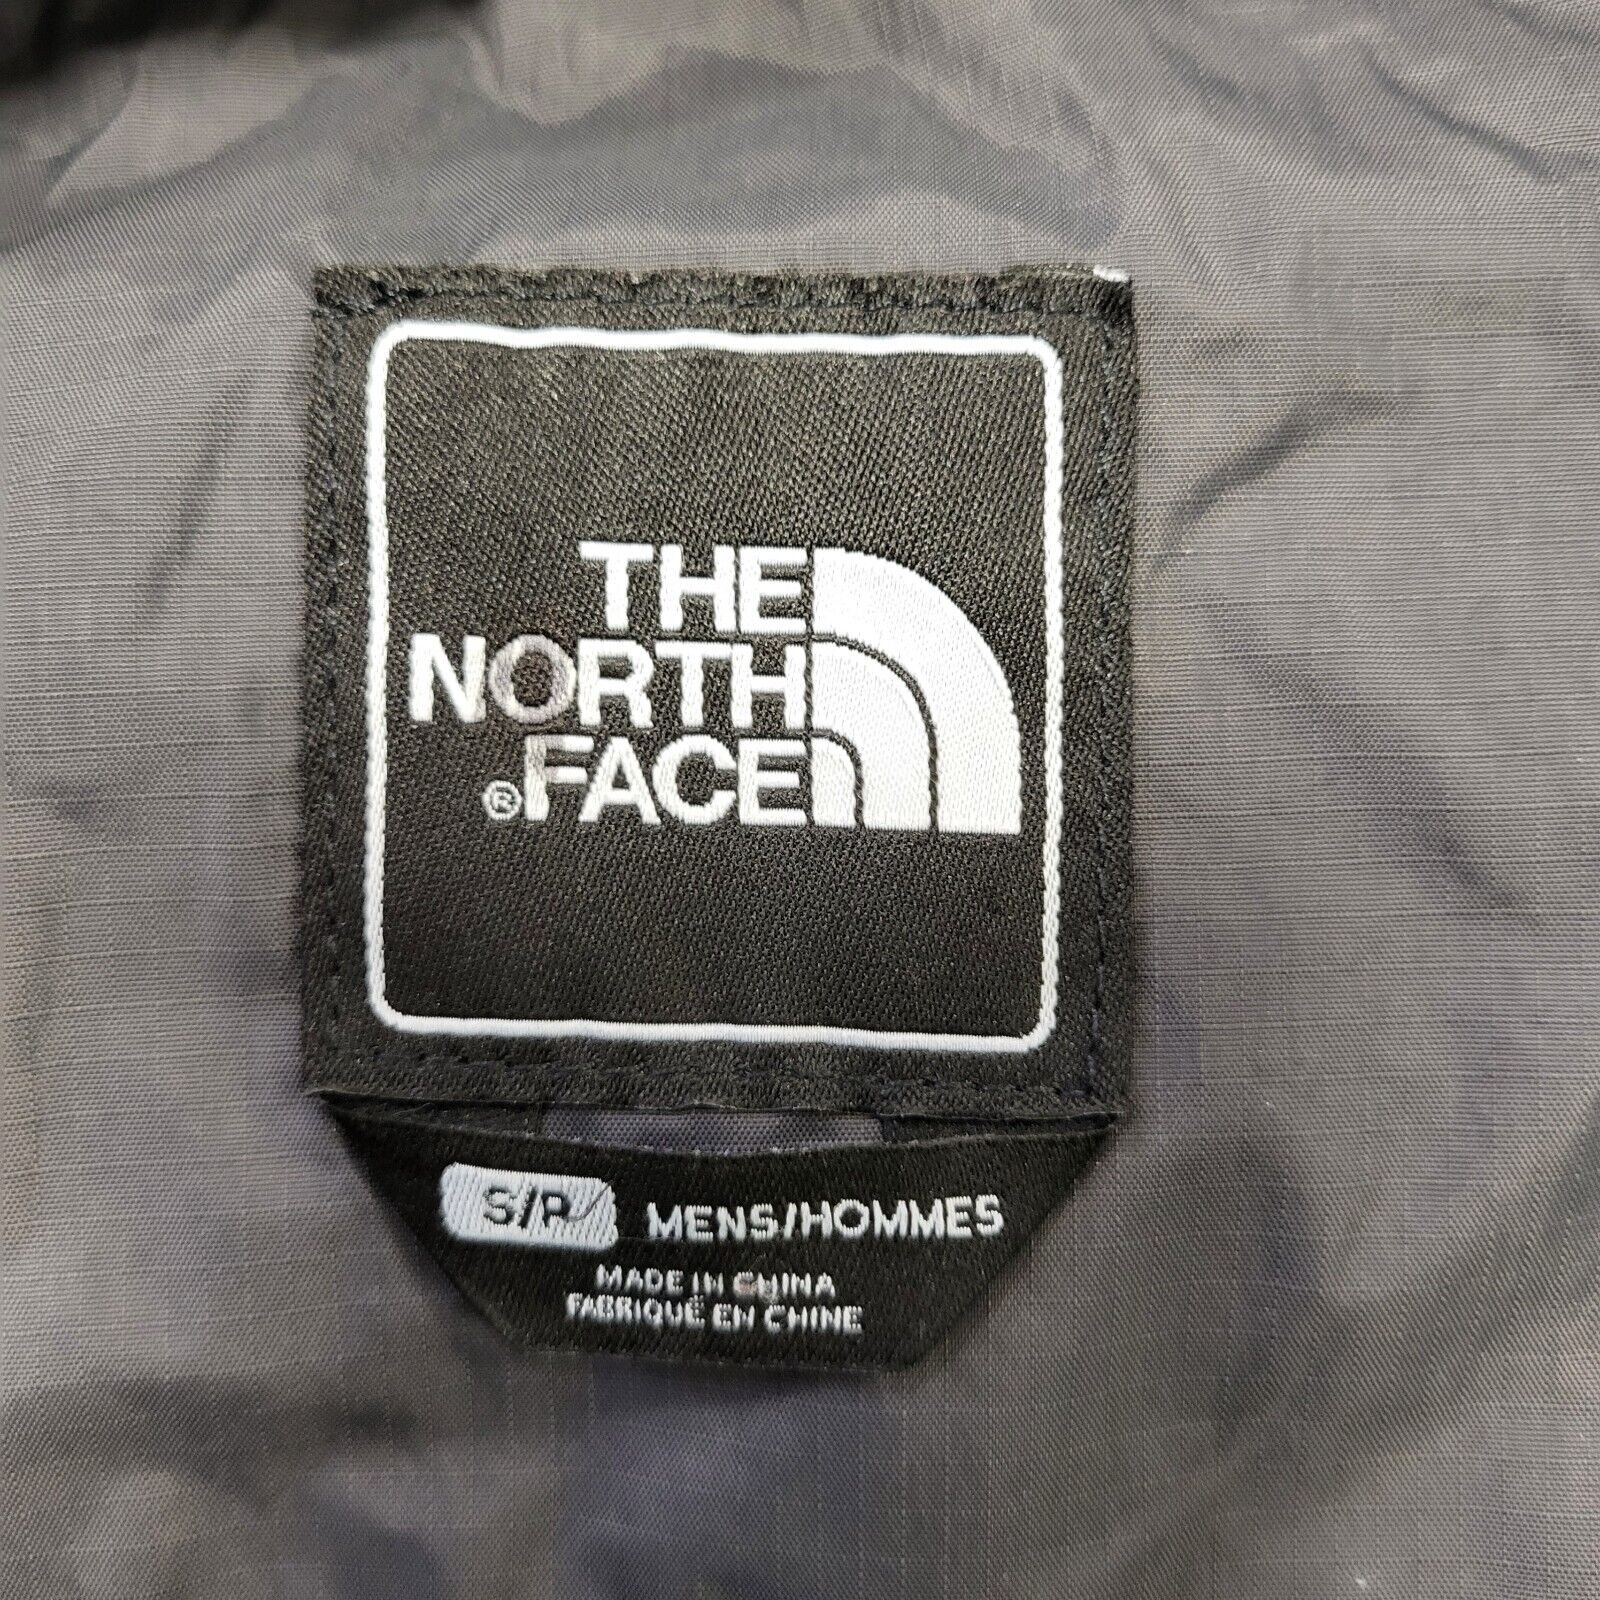 THE
NORTH
®FACE
S/P MENS/HOMMES
MADE IN CHINA
FABRIQUÉ EN CHINE